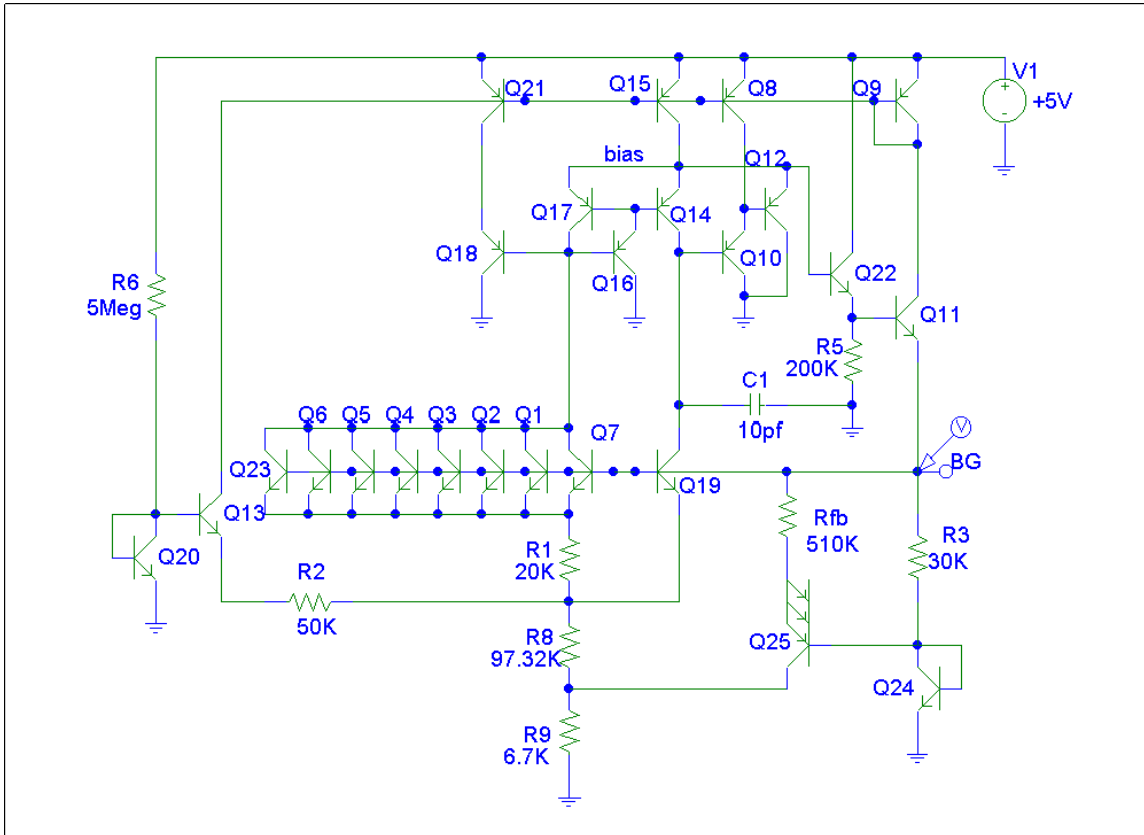 Q21
Q15
Q8
Q9
V1
+
-
+5V
bias
Q12
Q17
Q14
Q18
Q16
Q10
Q22
Q11
R6
5Meg
R5
200K
C1
10pf
Q6
Q5
Q4
Q3
Q2
Q1
Q7
V
BG
Q23
Q19
Q13
Q20
Rfb
510K
R3
30K
R1
20K
R2
50K
R8
97.32K
Q25
Q24
R9
6.7K